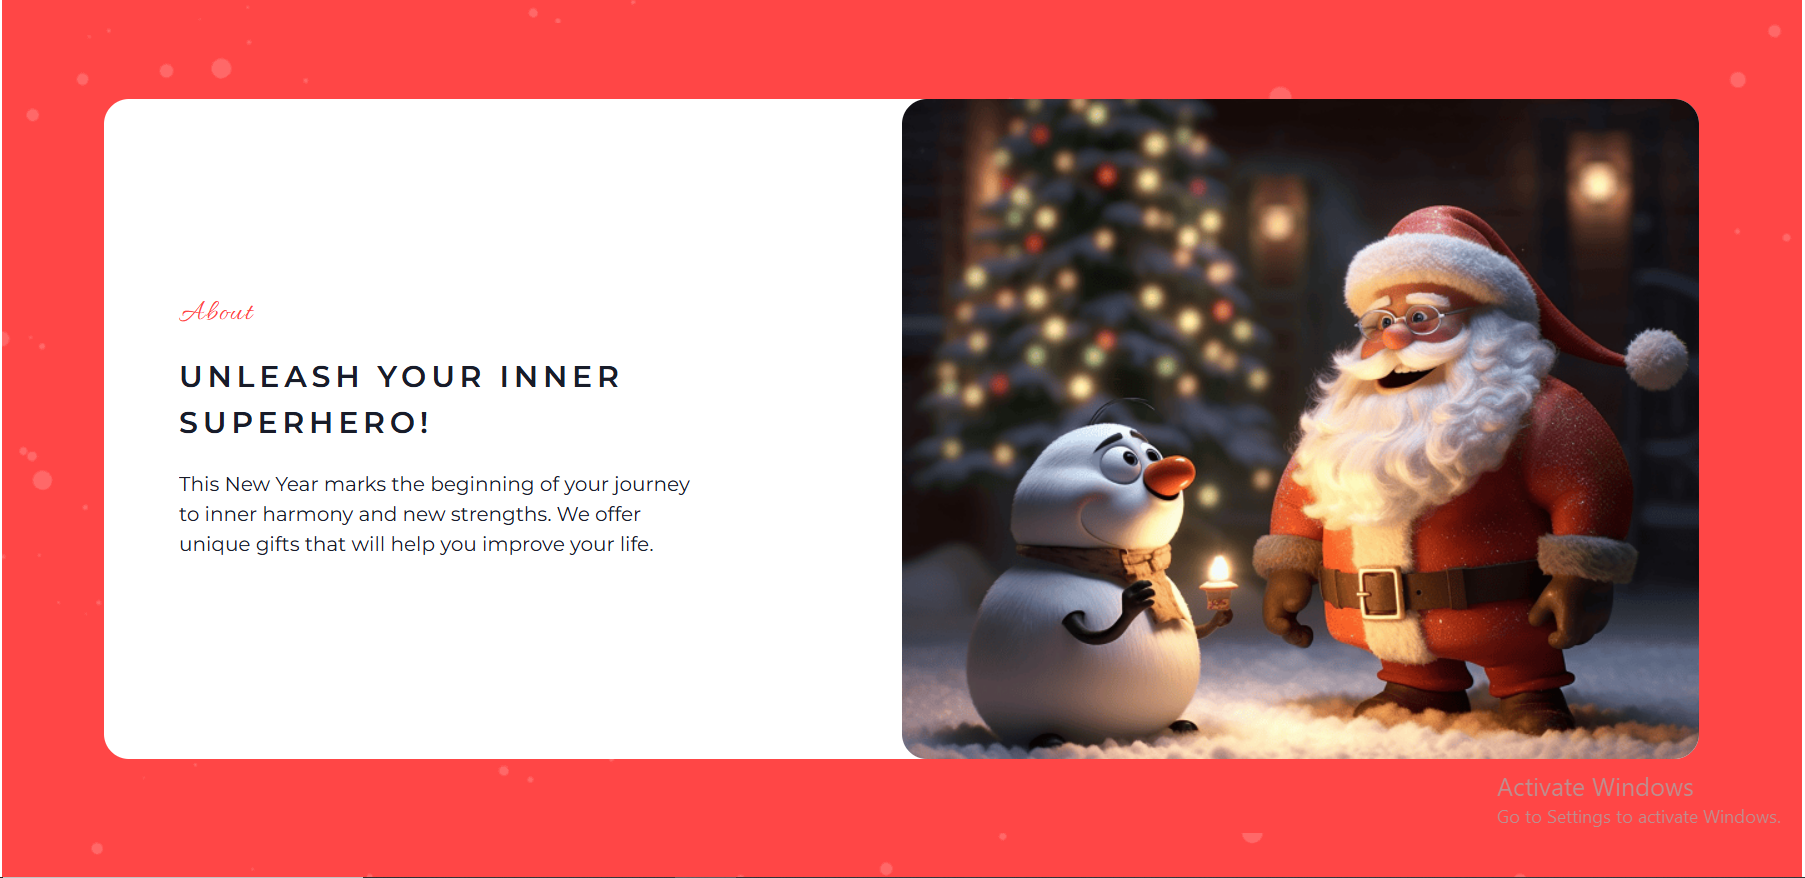 About
UNLEASH YOUR INNER
SUPERHERO!
This New Year marks the beginning of your journey
to inner harmony and new strengths. We offer
unique gifts that will help you improve your life.
Activate Windows
Go to Settings to activate Windows.